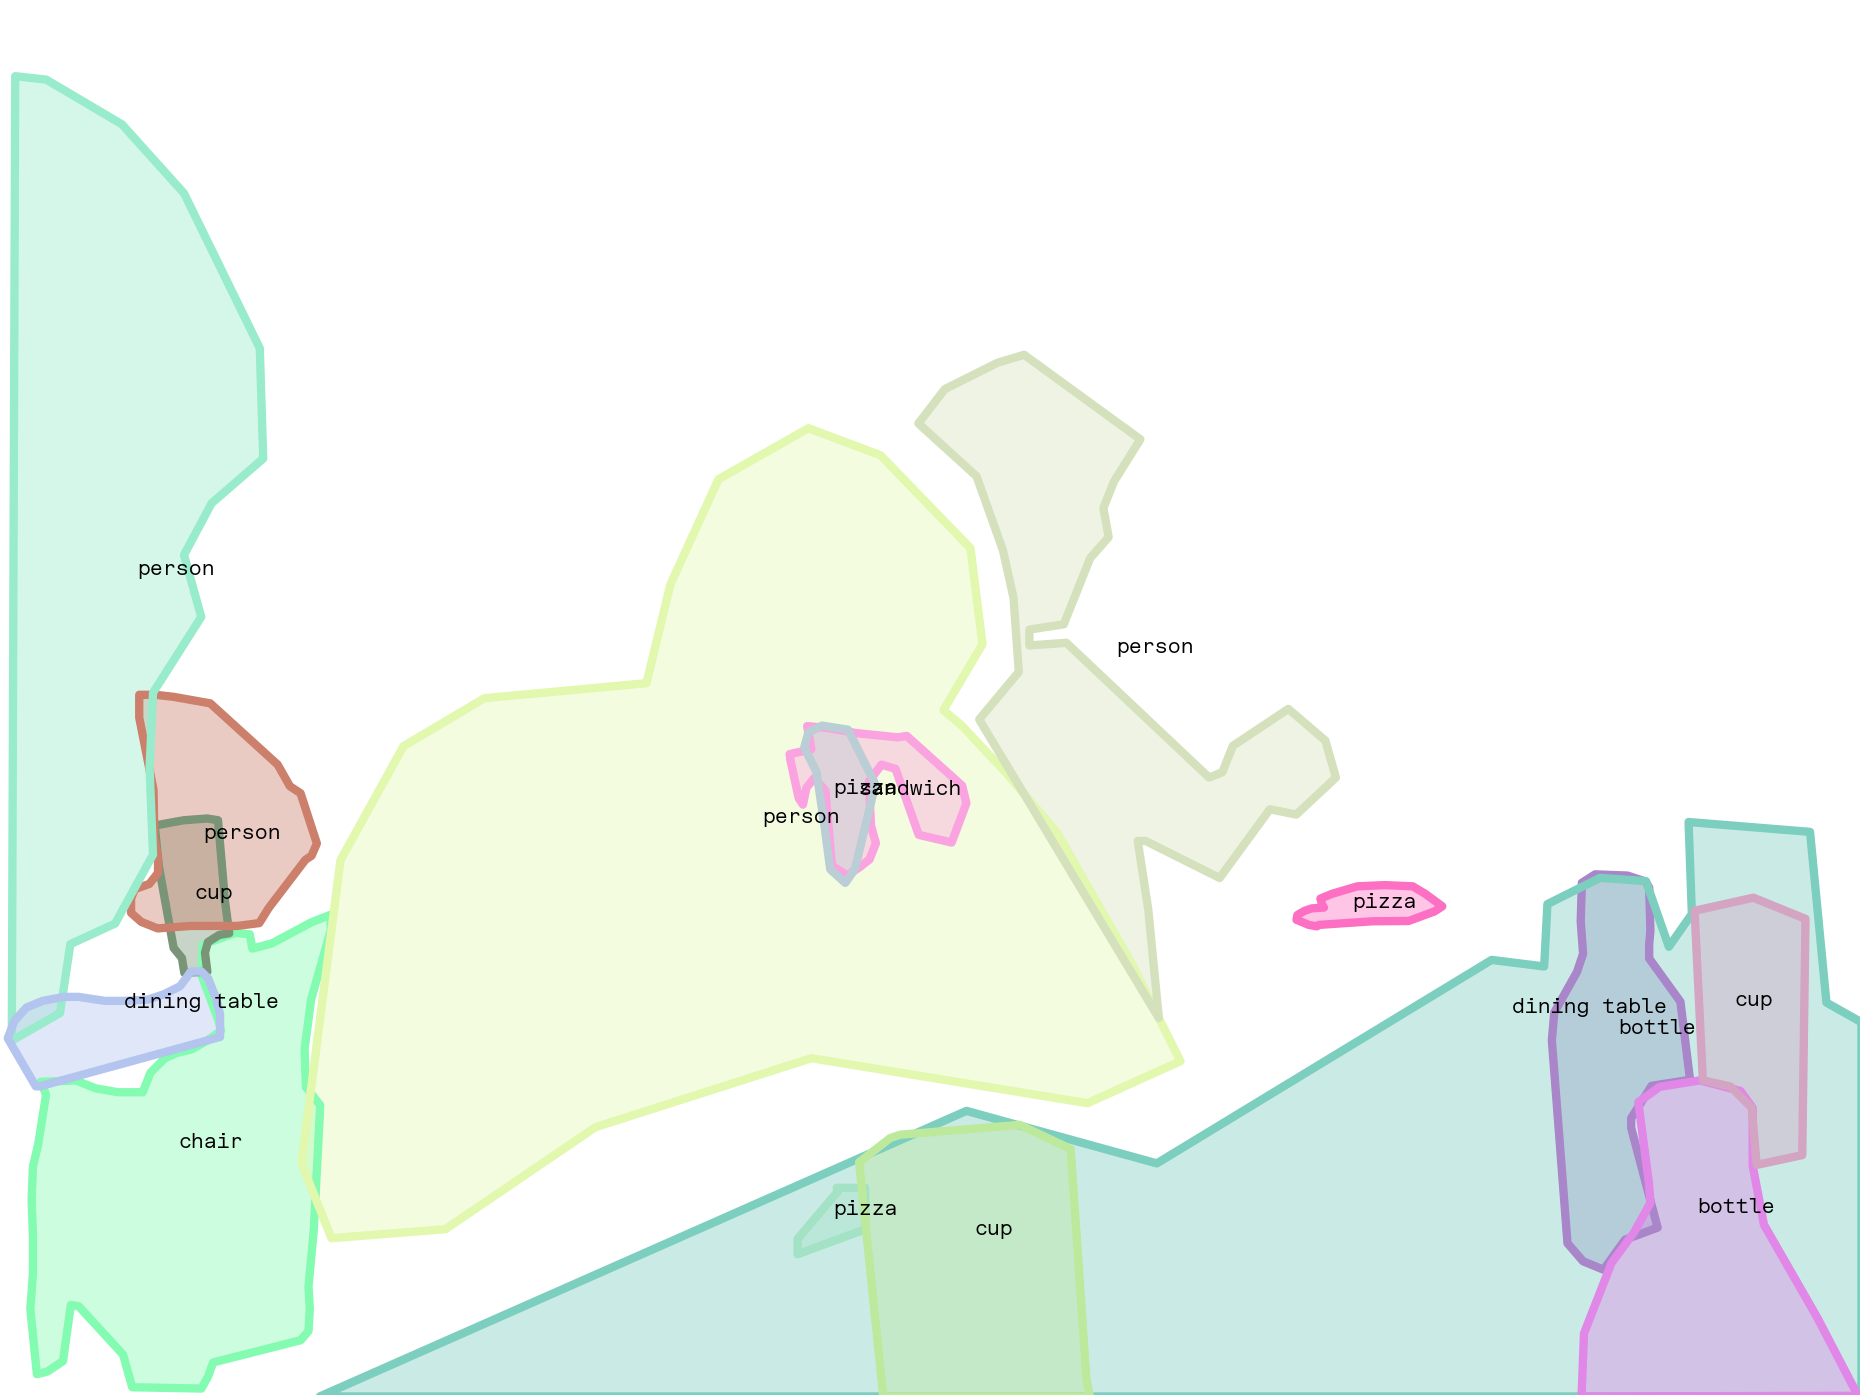 person
person
pizza
sandwich
person
person
cup
pizza
dining table
cup
dining table
bottle
chair
bottle
pizza
cup